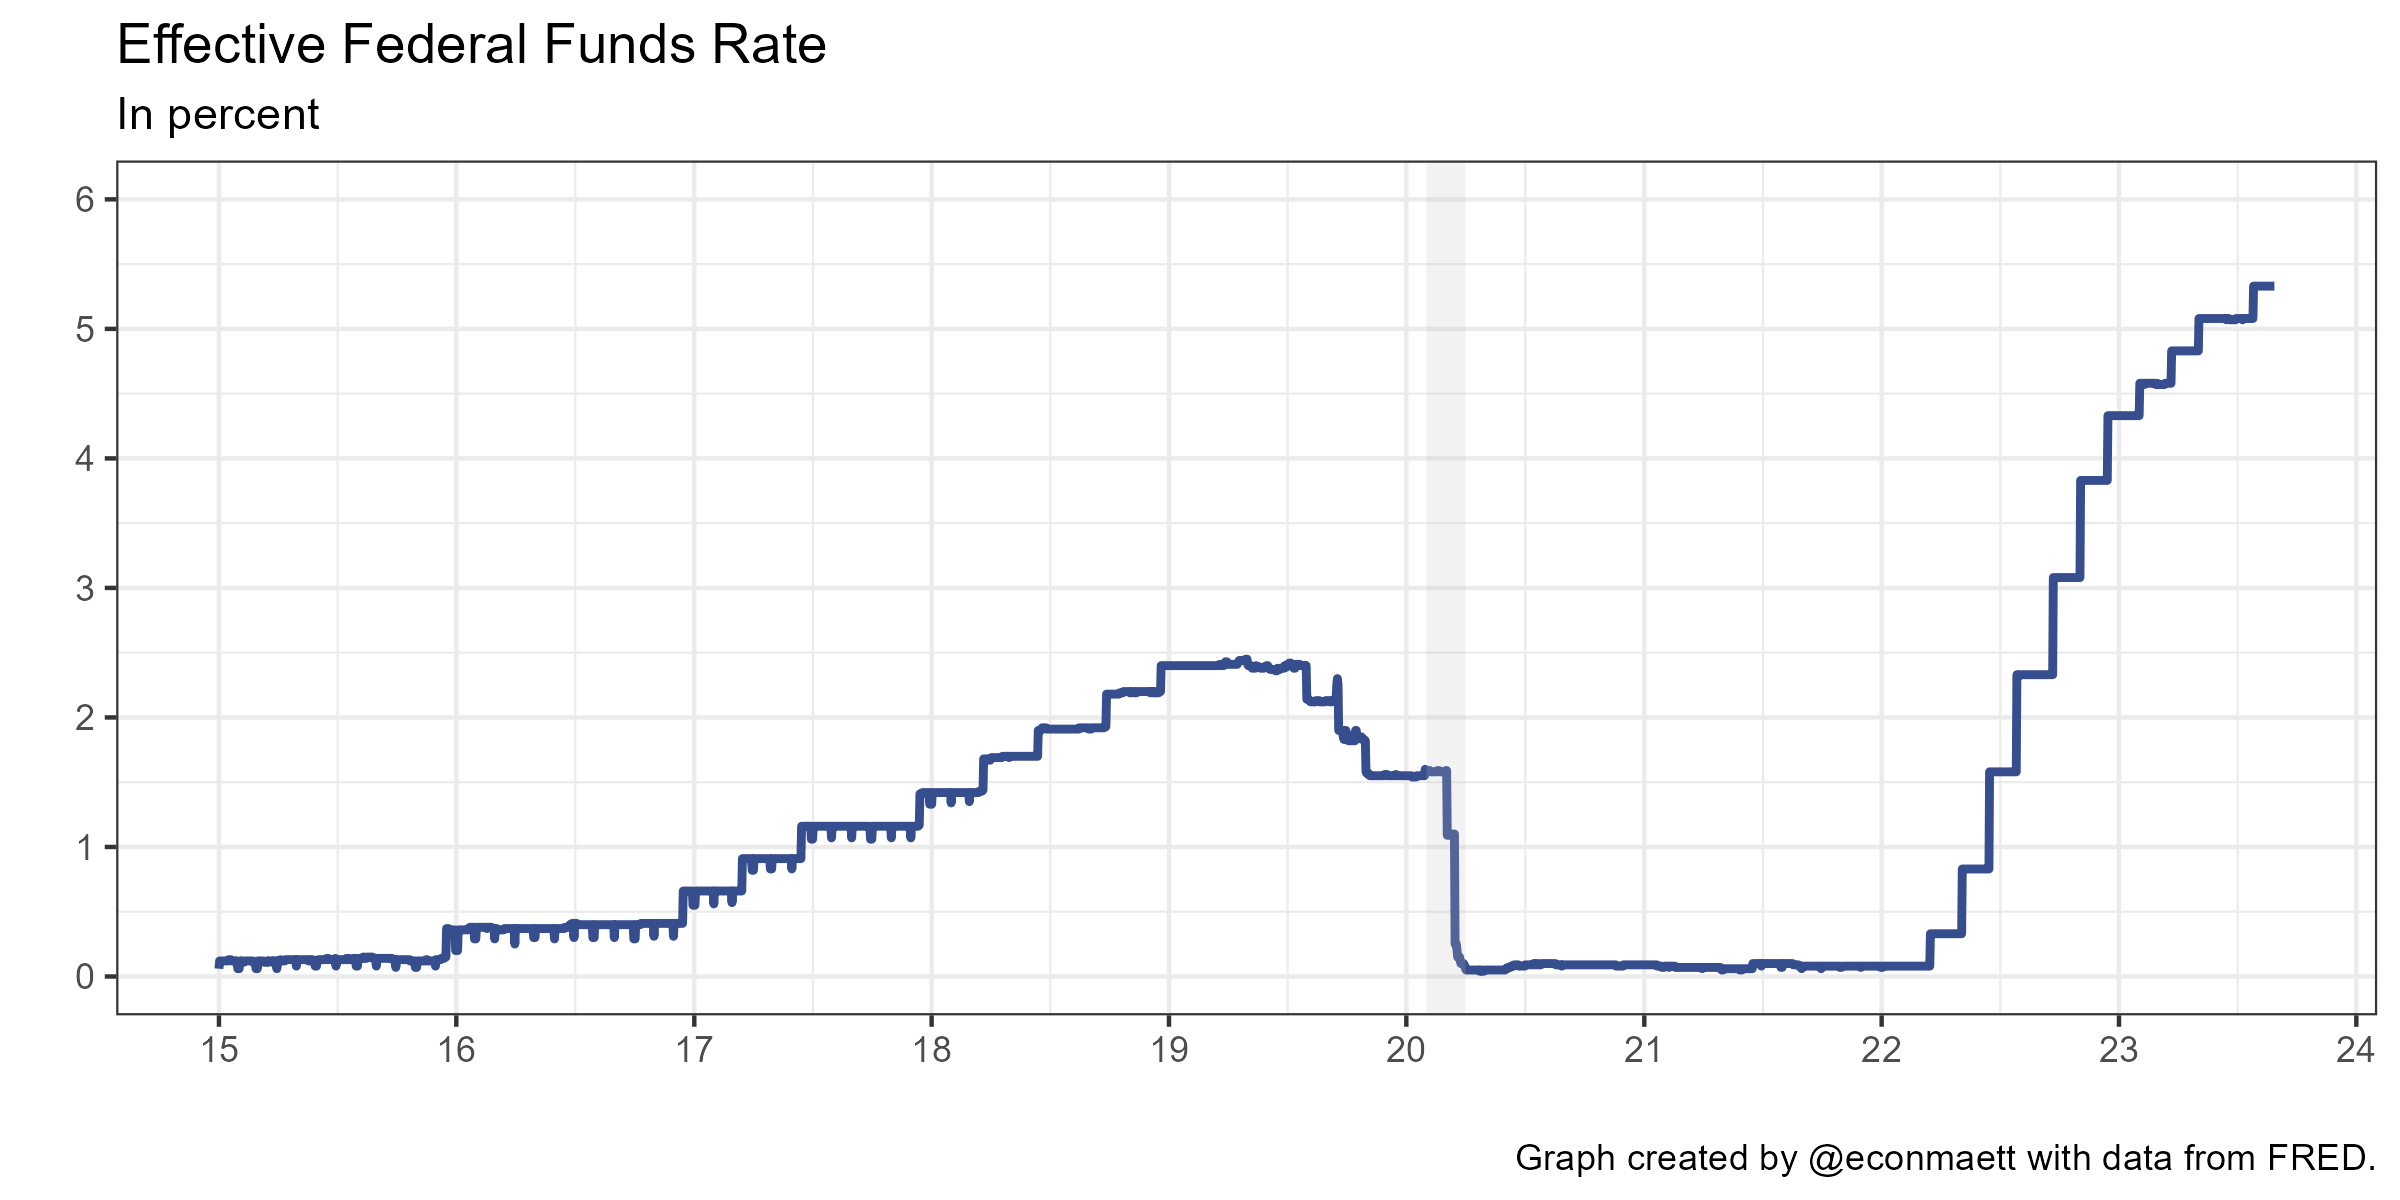 Effective Federal Funds Rate
In percent
6
5
4
3
2
1
0
15 16 17 18 19 20 21 22 23 24
Graph created by @econmaett with data from FRED.